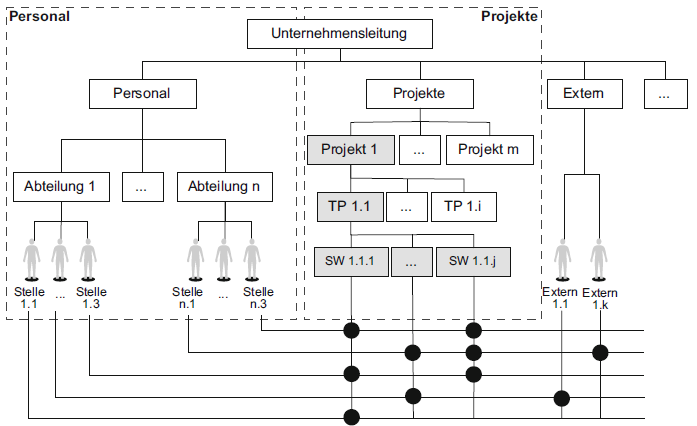 Personal
Projekte
Unternehmensleitung
Personal
Projekte
Extern
...
Projekt 1
...
Projekt m
Abteilung 1
...
Abteilung n
TP 1.1
...
TP 1.i
SW 1.1.1
...
SW 1.1.j
Stelle
1.1
...
Stelle
1.3
Stelle
n.1
...
Stelle
n.3
Extern
1.1
Extern
1.k